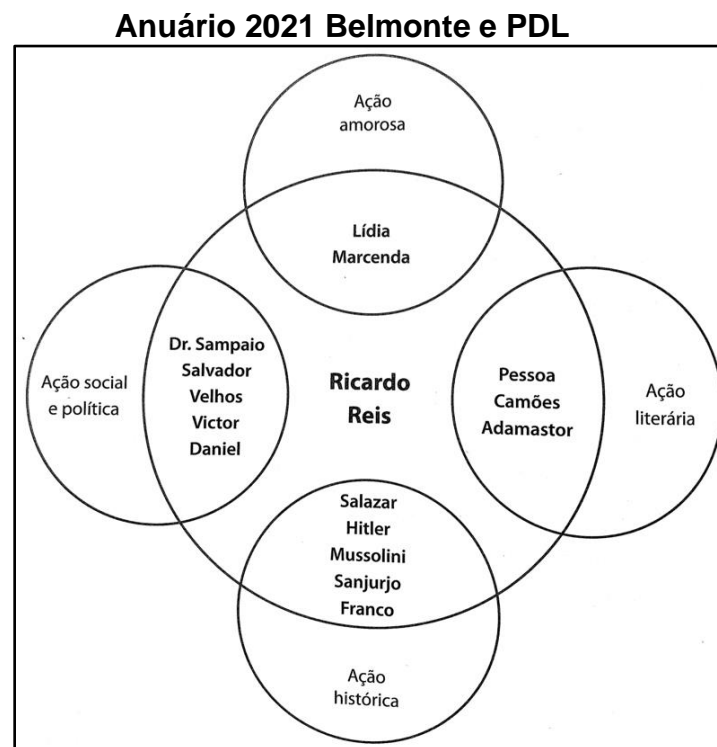 Anuário 2021 Belmonte e PDL
Ação
amorosa
Lídia
Marcenda
Ação social
e política
Dr. Sampaio
Salvador
Velhos
Victor
Daniel
Ricardo
Reis
Pessoa
Camões
Adamastor
Ação
literária
Salazar
Hitler
Mussolini
Sanjurjo
Franco
Ação
histórica